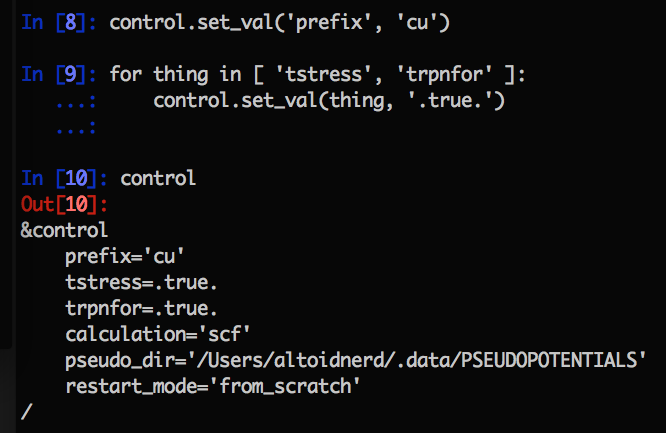 In [8]: control.set_val('prefix', 'cu')
In [9]: for thing in [ 'tstress', 'trpnfor' ]:
   ...:     control.set_val(thing, '.true.')
   ...:
In [10]: control
Out[10]:
&control
    prefix='cu'
    tstress=.true.
    trpnfor=.true.
    calculation='scf'
    pseudo_dir='/Users/altoidnerd/.data/PSEUDOPOTENTIALS'
    restart_mode='from_scratch'
/